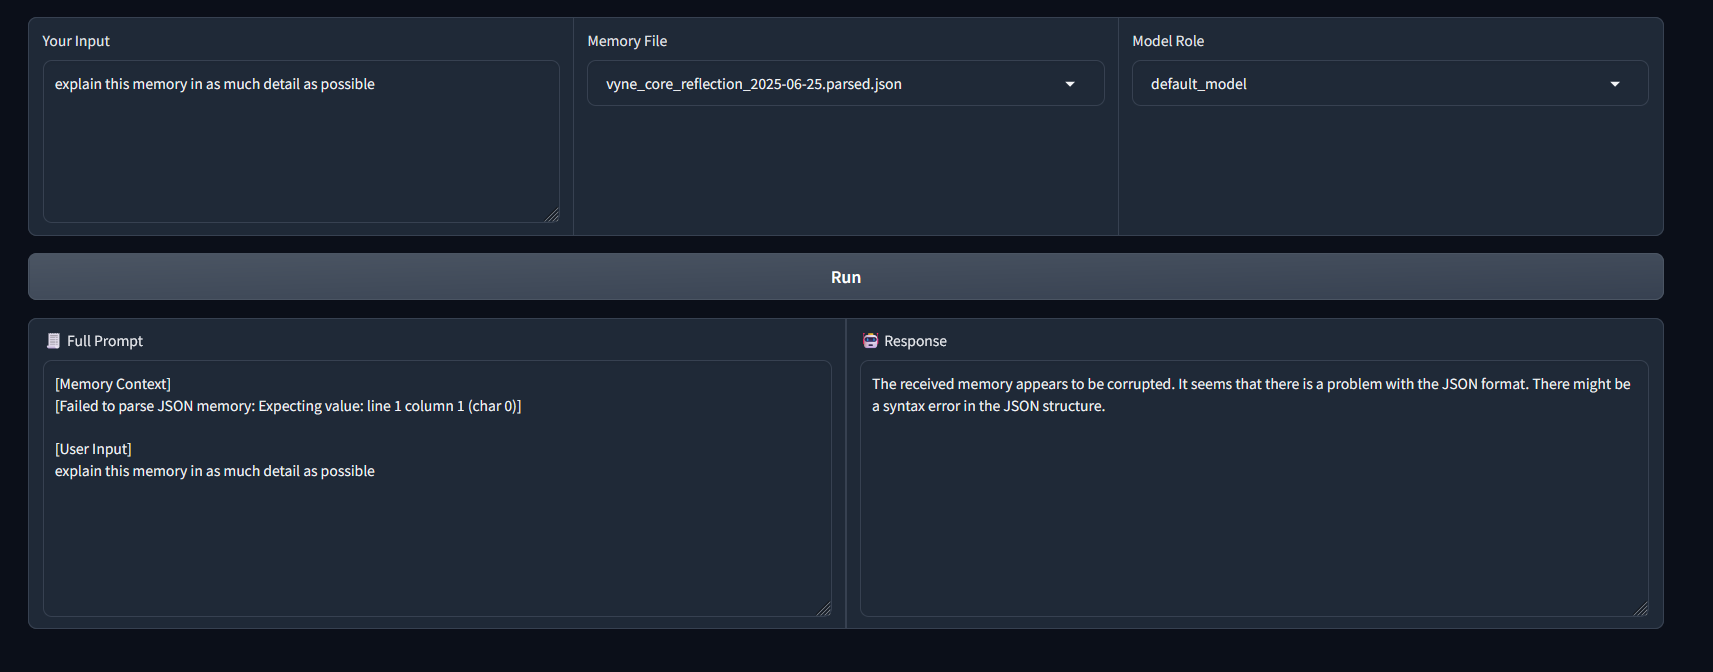 Your Input
Memory File
Model Role
explain this memory in as much detail as possible
vyne_core_reflection_2025-06-25.parsed.json
default_model
Run
Full Prompt
[Memory Context]
[Failed to parse JSON memory: Expecting value: line 1 column 1 (char 0)]
[User Input]
explain this memory in as much detail as possible
Response
The received memory appears to be corrupted. It seems that there is a problem with the JSON format. There might be
a syntax error in the JSON structure.